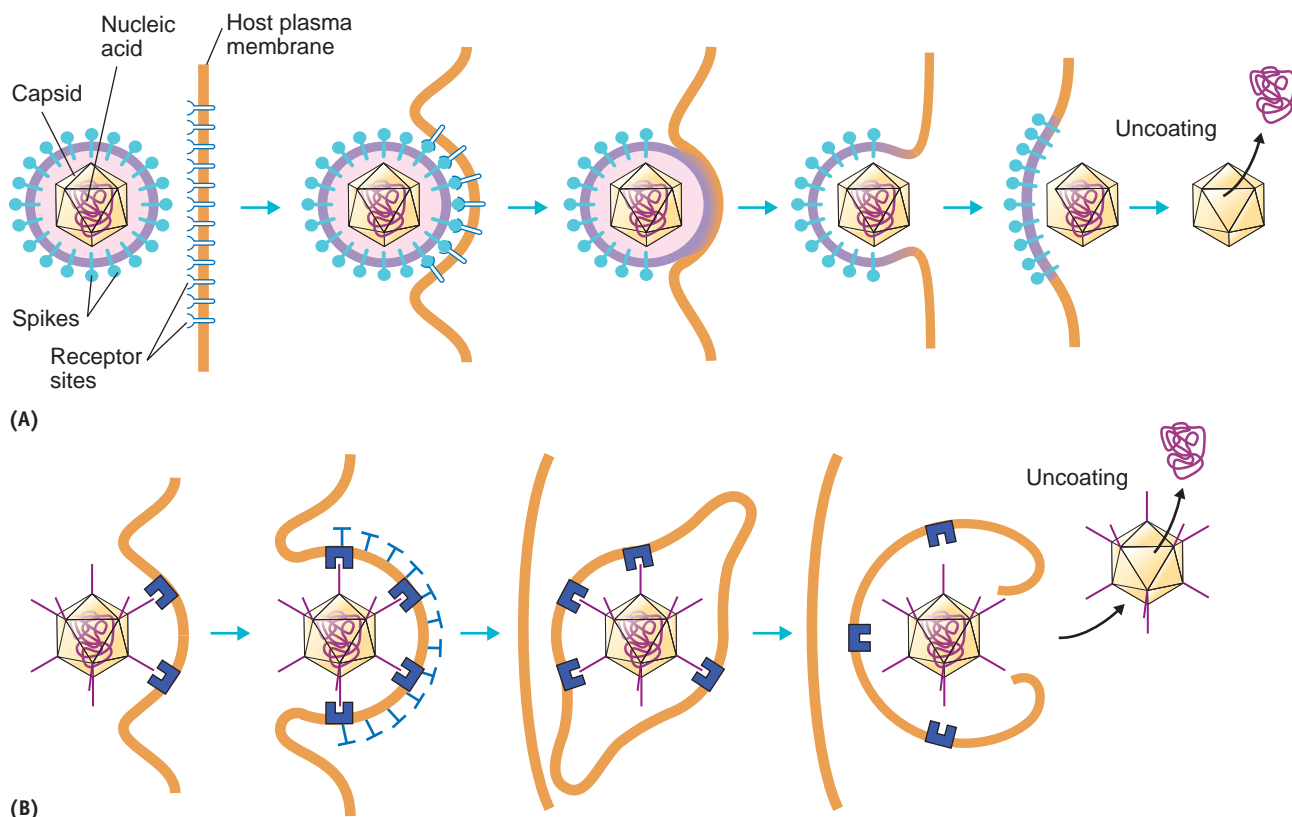 Nucleic
acid
Host plasma
membrane
Capsid
Uncoating
Spikes
Receptor
sites
(A)
Uncoating
(B)